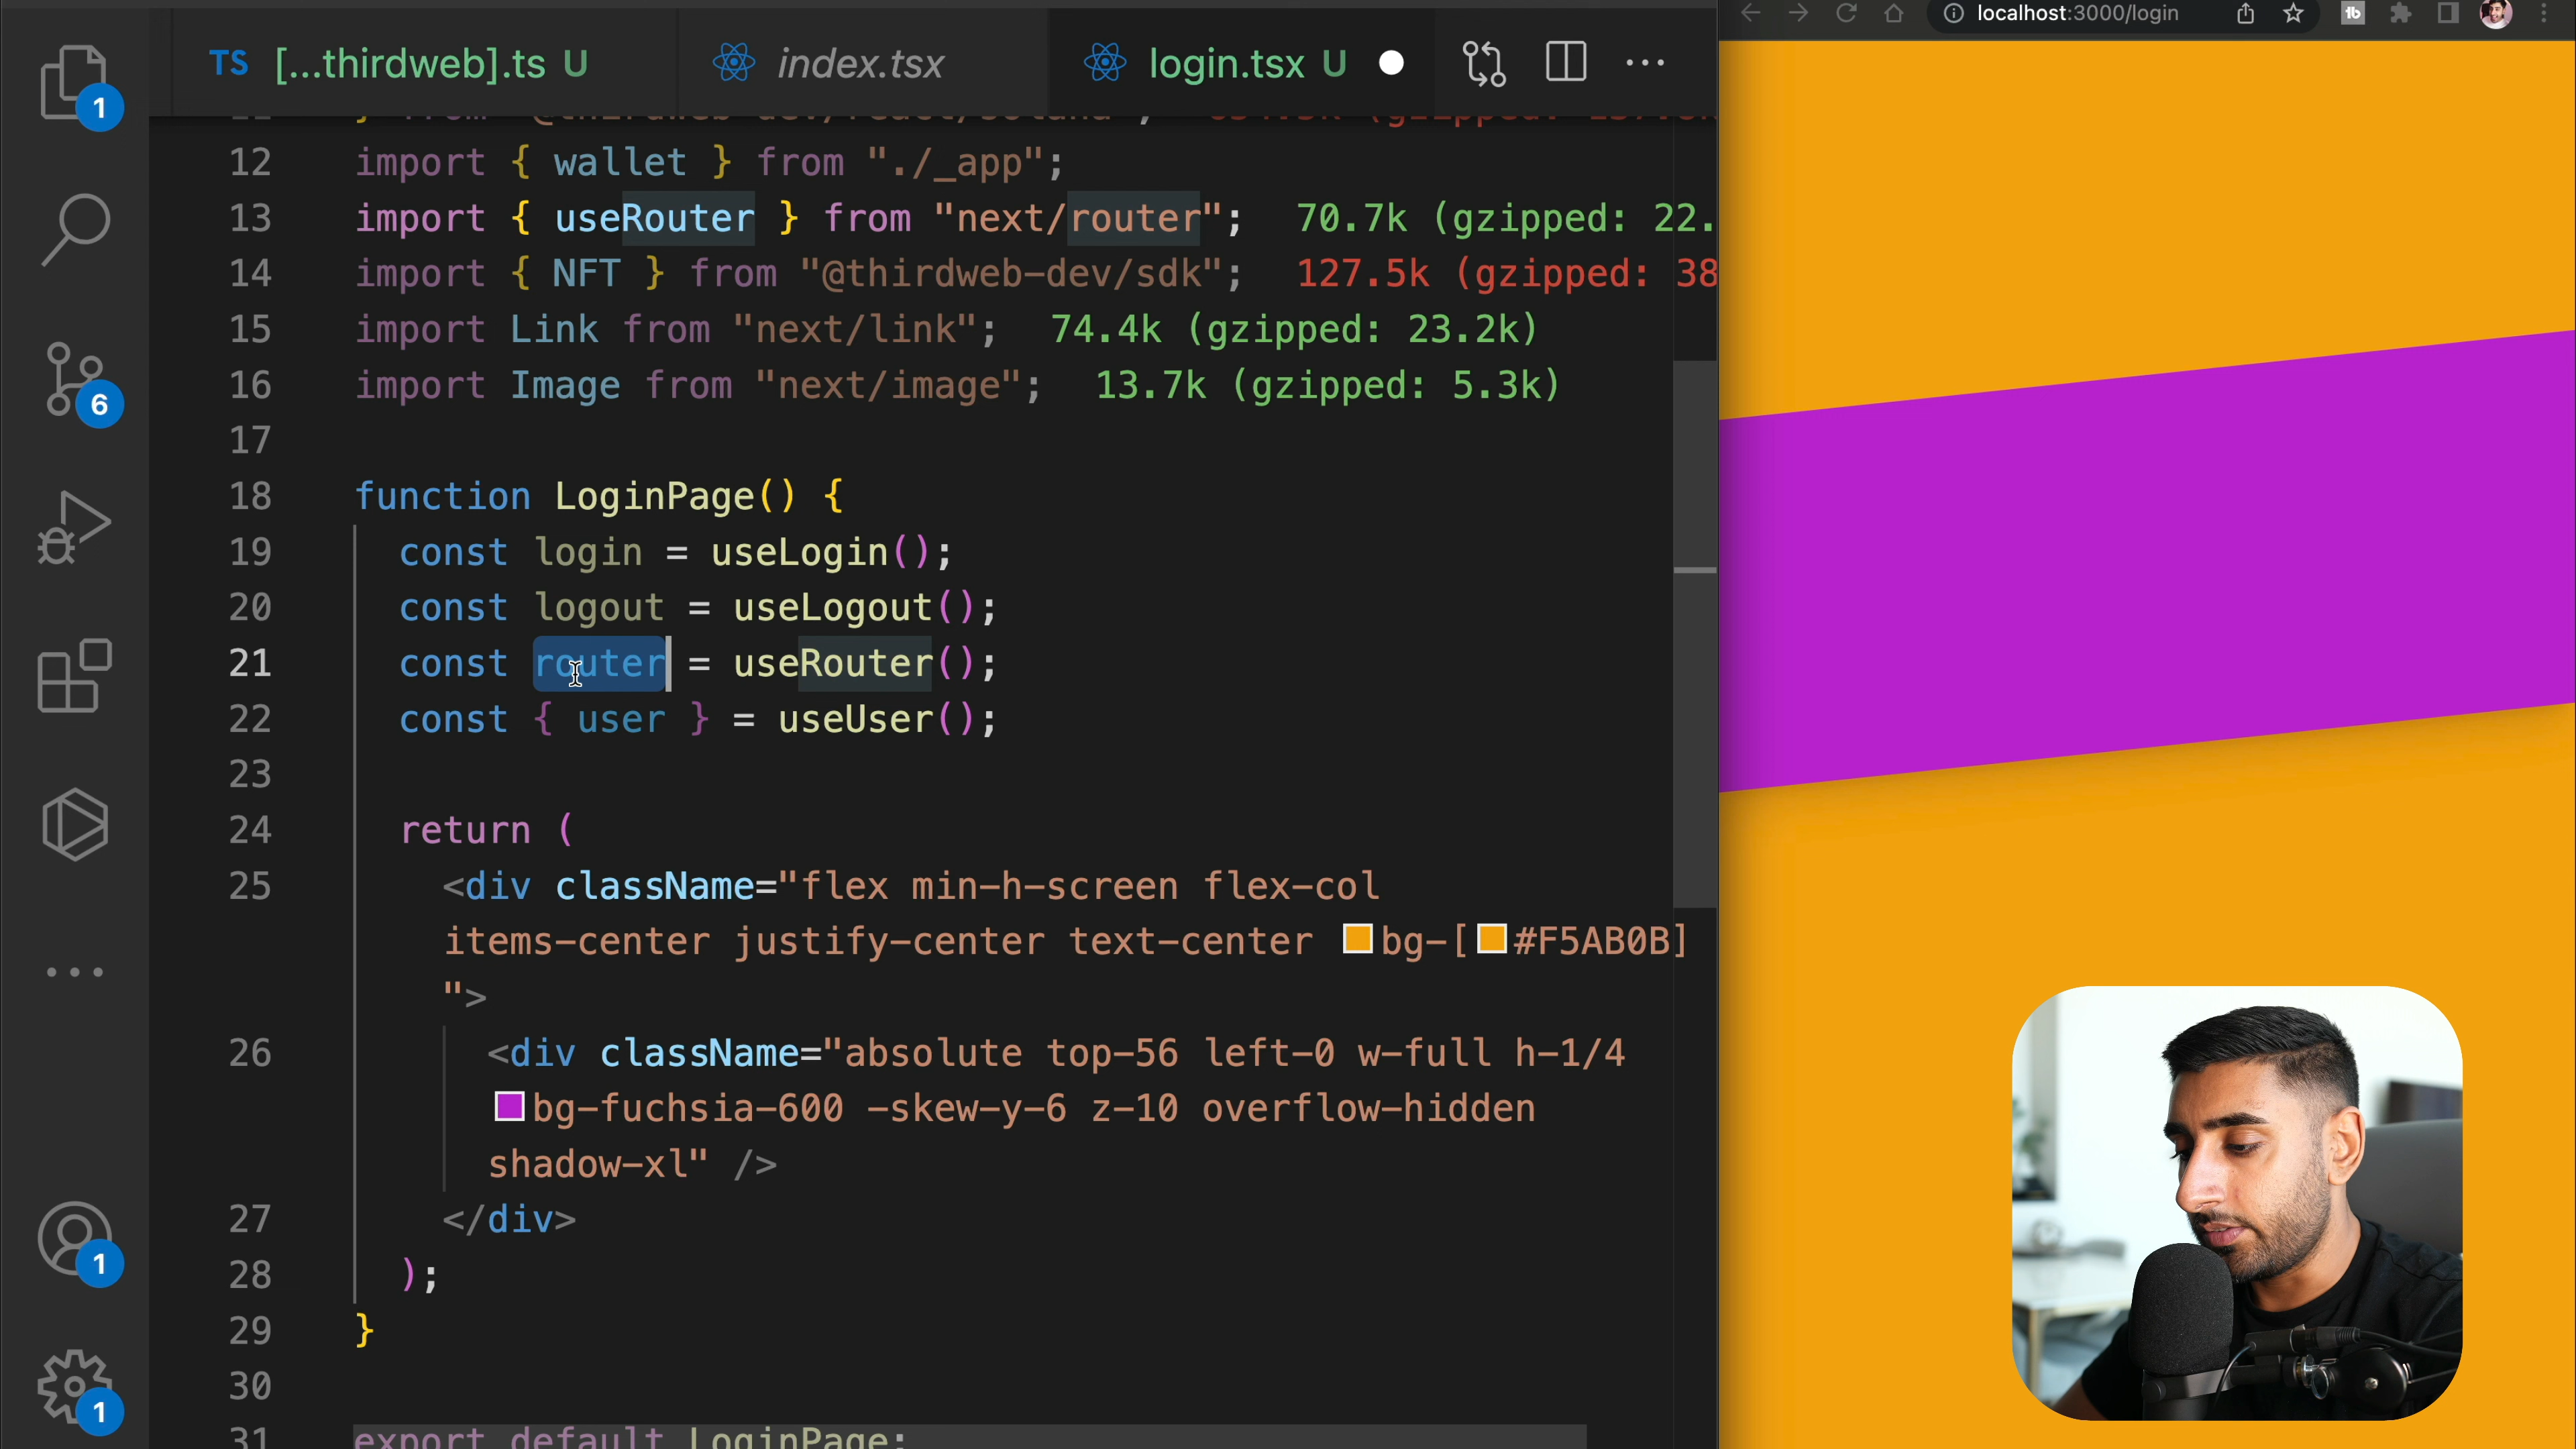 TS [...thirdweb].ts U index.tsx login.tsx U ...
localhost:3000/login
12 import { wallet } from "./_app";
13 import { useRouter } from "next/router"; 70.7k (gzipped: 22.
14 import { NFT } from "@thirdweb-dev/sdk"; 127.5k (gzipped: 38
15 import Link from "next/link"; 74.4k (gzipped: 23.2k)
16 import Image from "next/image"; 13.7k (gzipped: 5.3k)
17
18 function LoginPage() {
19 const login = useLogin();
20 const logout = useLogout();
21 const router = useRouter();
22 const { user } = useUser();
23
24 return (
25 <div className="flex min-h-screen flex-col
items-center justify-center text-center bg-[#F5AB0B]
">
26 <div className="absolute top-56 left-0 w-full h-1/4
bg-fuchsia-600 -skew-y-6 z-10 overflow-hidden
shadow-xl" />
27 </div>
28 );
29 }
30
31 export default LoginPage;
1
6
1
1
tb